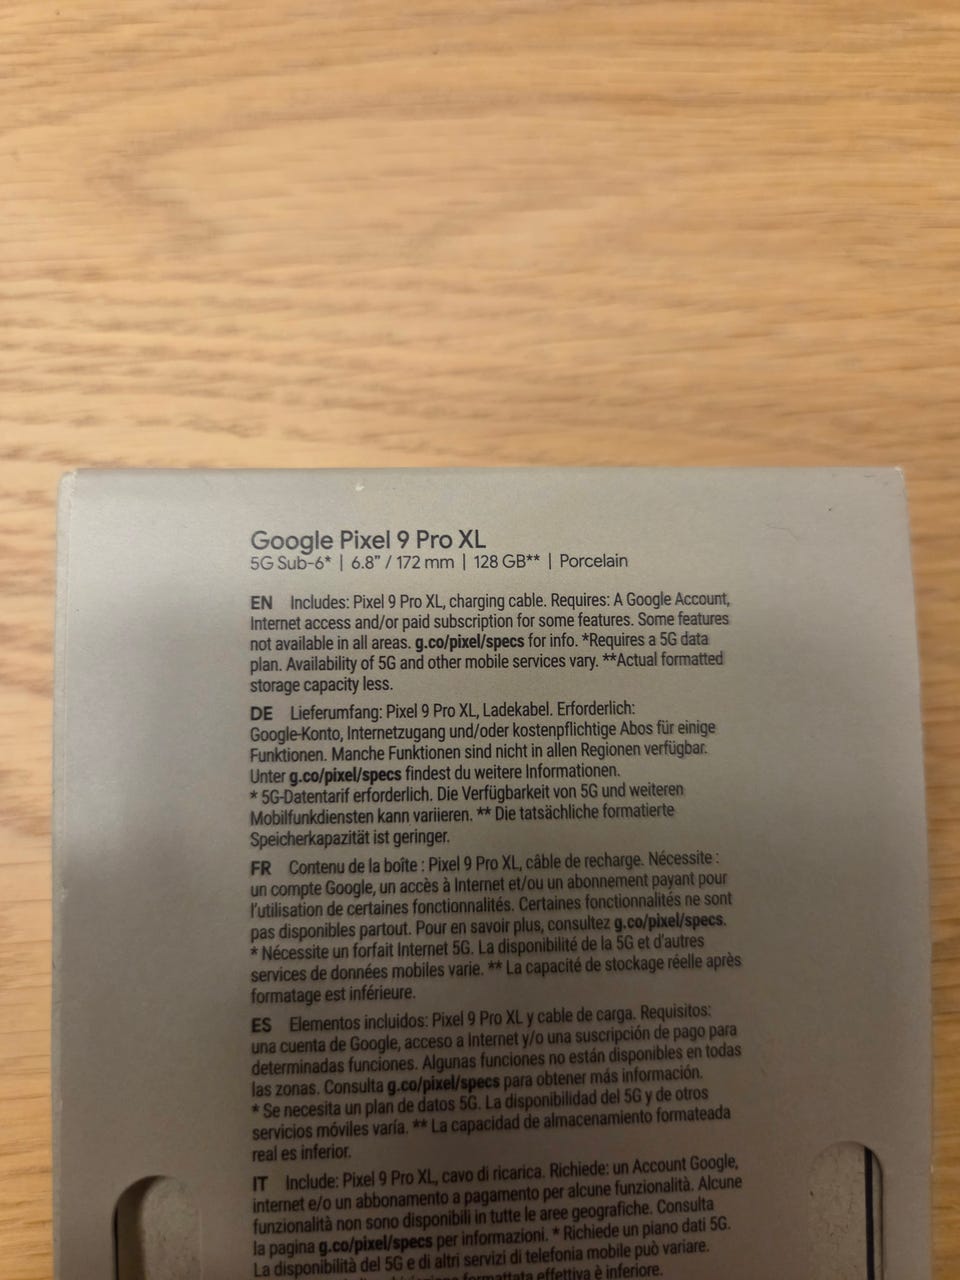 Google Pixel 9 Pro XL
5G Sub-6* | 6.8” / 172 mm | 128 GB** | Porcelain
EN Includes: Pixel 9 Pro XL, charging cable. Requires: A Google Account,
Internet access and/or paid subscription for some features. Some features
not available in all areas. g.co/pixel/specs for info. *Requires a 5G data
plan. Availability of 5G and other mobile services vary. **Actual formatted
storage capacity less.
DE Lieferumfang: Pixel 9 Pro XL, Ladekabel. Erforderlich:
Google-Konto, Internetzugang und/oder kostenpflichtige Abos für einige
Funktionen. Manche Funktionen sind nicht in allen Regionen verfügbar.
Unter g.co/pixel/specs findest du weitere Informationen.
* 5G-Datentarif erforderlich. Die Verfügbarkeit von 5G und weiteren
Mobilfunkdiensten kann variieren. ** Die tatsächliche formatierte
Speicherkapazität ist geringer.
FR Contenu de la boîte : Pixel 9 Pro XL, câble de recharge. Nécessite :
un compte Google, un accès à Internet et/ou un abonnement payant pour
l'utilisation de certaines fonctionnalités. Certaines fonctionnalités ne sont
pas disponibles partout. Pour en savoir plus, consultez g.co/pixel/specs.
* Nécessite un forfait Internet 5G. La disponibilité de la 5G et d'autres
services de données mobiles varie. ** La capacité de stockage réelle après
formatage est inférieure.
ES Elementos incluidos: Pixel 9 Pro XL y cable de carga. Requisitos:
una cuenta de Google, acceso a Internet y/o una suscripción de pago para
determinadas funciones. Algunas funciones no están disponibles en todas
las zonas. Consulta g.co/pixel/specs para obtener más información.
* Se necesita un plan de datos 5G. La disponibilidad del 5G y de otros
servicios móviles varía. ** La capacidad de almacenamiento formateada
real es inferior.
IT Include: Pixel 9 Pro XL, cavo di ricarica. Richiede: un Account Google,
internet e/o un abbonamento a pagamento per alcune funzionalità. Alcune
funzionalità non sono disponibili in tutte le aree geografiche. Consulta
la pagina g.co/pixel/specs per informazioni. * Richiede un piano dati 5G.
La disponibilità del 5G e di altri servizi di telefonia mobile può variare.
formattata effettiva è inferiore.